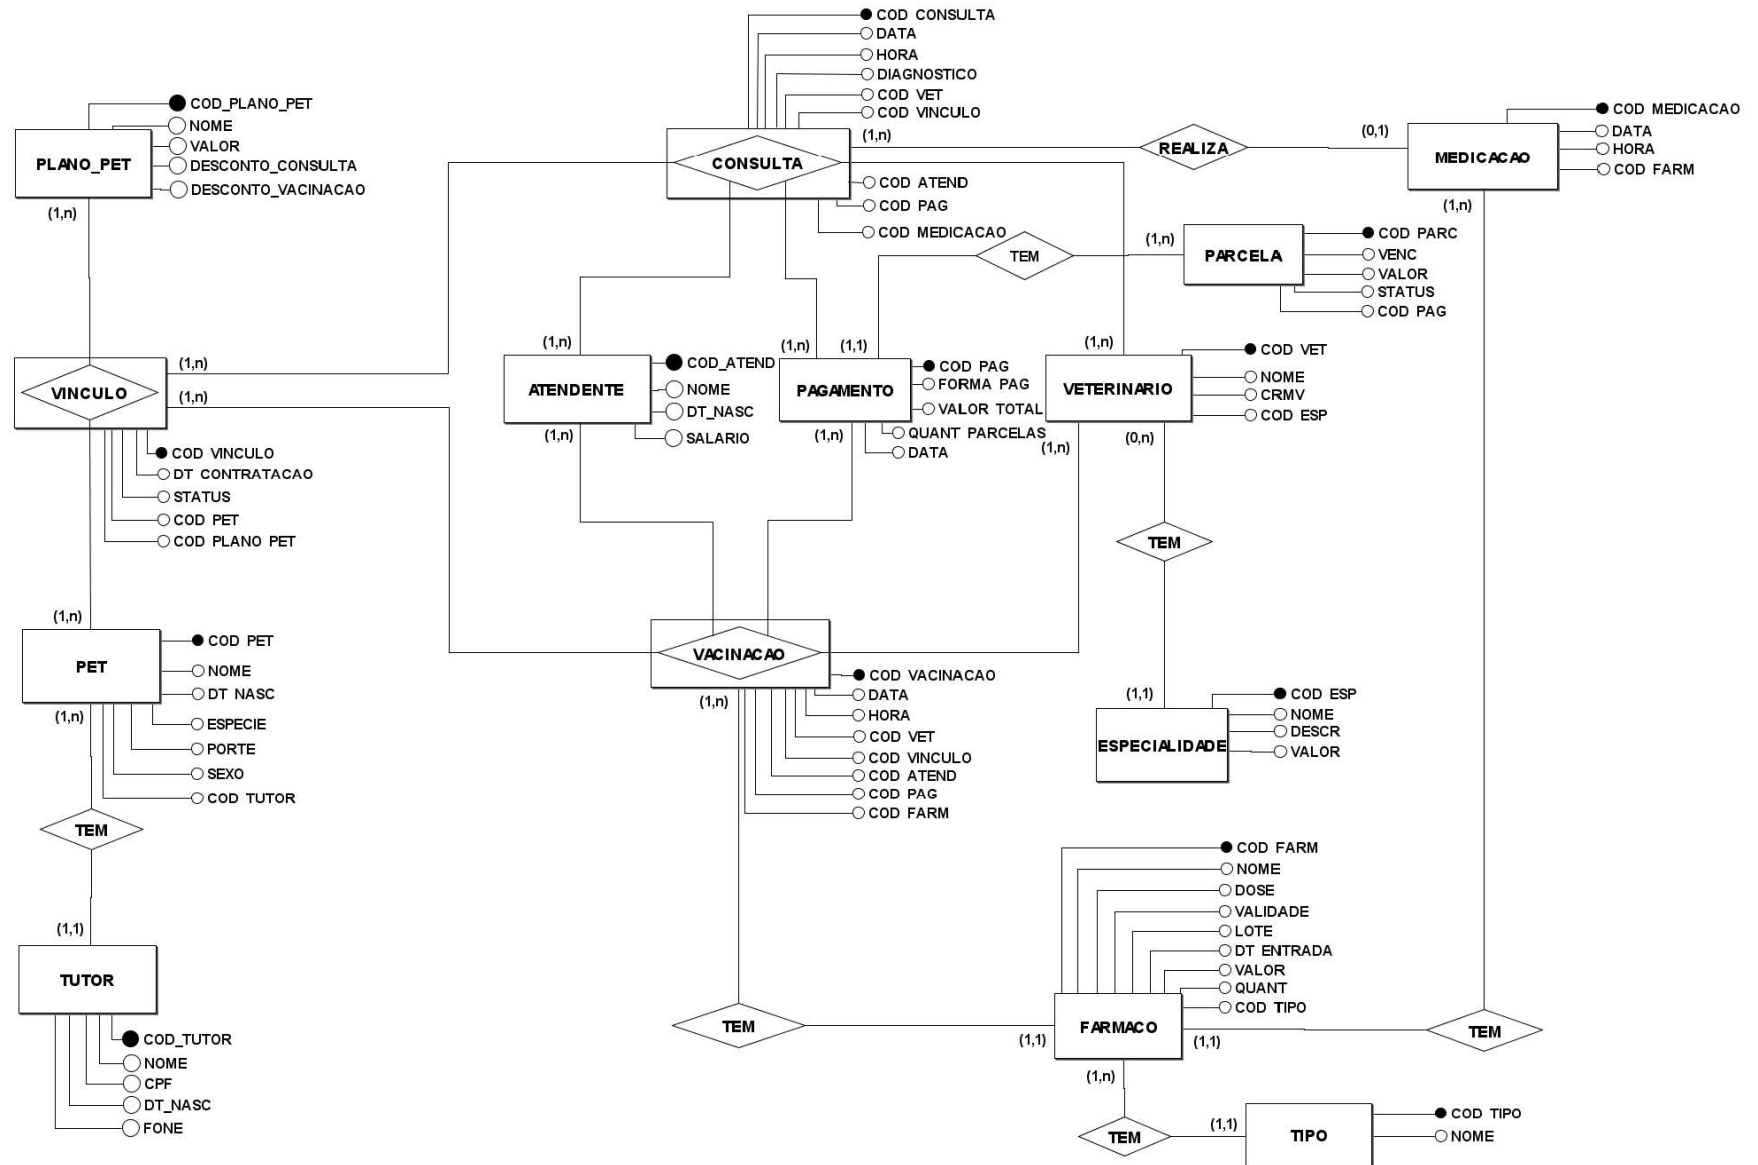 COD CONSULTA
DATA
HORA
DIAGNOSTICO
COD VET
COD VINCULO
CONSULTA
(1,n)
COD ATEND
COD PAG
COD MEDICACAO
COD_PLANO_PET
NOME
VALOR
DESCONTO_CONSULTA
DESCONTO_VACINACAO
PLANO_PET
(1,n)
REALIZA
(0,1)
MEDICACAO
COD MEDICACAO
DATA
HORA
COD FARM
(1,n)
TEM
(1,n)
PARCELA
COD PARC
VENC
VALOR
STATUS
COD PAG
VINCULO
(1,n)
(1,n)
COD VINCULO
DT CONTRATACAO
STATUS
COD PET
COD PLANO PET
(1,n)
ATENDENTE
(1,n)
COD_ATEND
NOME
DT_NASC
SALARIO
(1,n)
(1,1)
PAGAMENTO
(1,n)
COD PAG
FORMA PAG
VALOR TOTAL
QUANT PARCELAS
DATA
(1,n)
VETERINARIO
(0,n)
(1,n)
COD VET
NOME
CRMV
COD ESP
TEM
(1,n)
PET
(1,n)
COD PET
NOME
DT NASC
ESPECIE
PORTE
SEXO
COD TUTOR
VACINACAO
(1,n)
COD VACINACAO
DATA
HORA
COD VET
COD VINCULO
COD ATEND
COD PAG
COD FARM
(1,1)
ESPECIALIDADE
COD ESP
NOME
DESCR
VALOR
TEM
(1,1)
TUTOR
COD_TUTOR
NOME
CPF
DT_NASC
FONE
COD FARM
NOME
DOSE
VALIDADE
LOTE
DT ENTRADA
VALOR
QUANT
COD TIPO
TEM
(1,1)
FARMACO
(1,1)
TEM
(1,n)
TEM
(1,1)
TIPO
COD TIPO
NOME